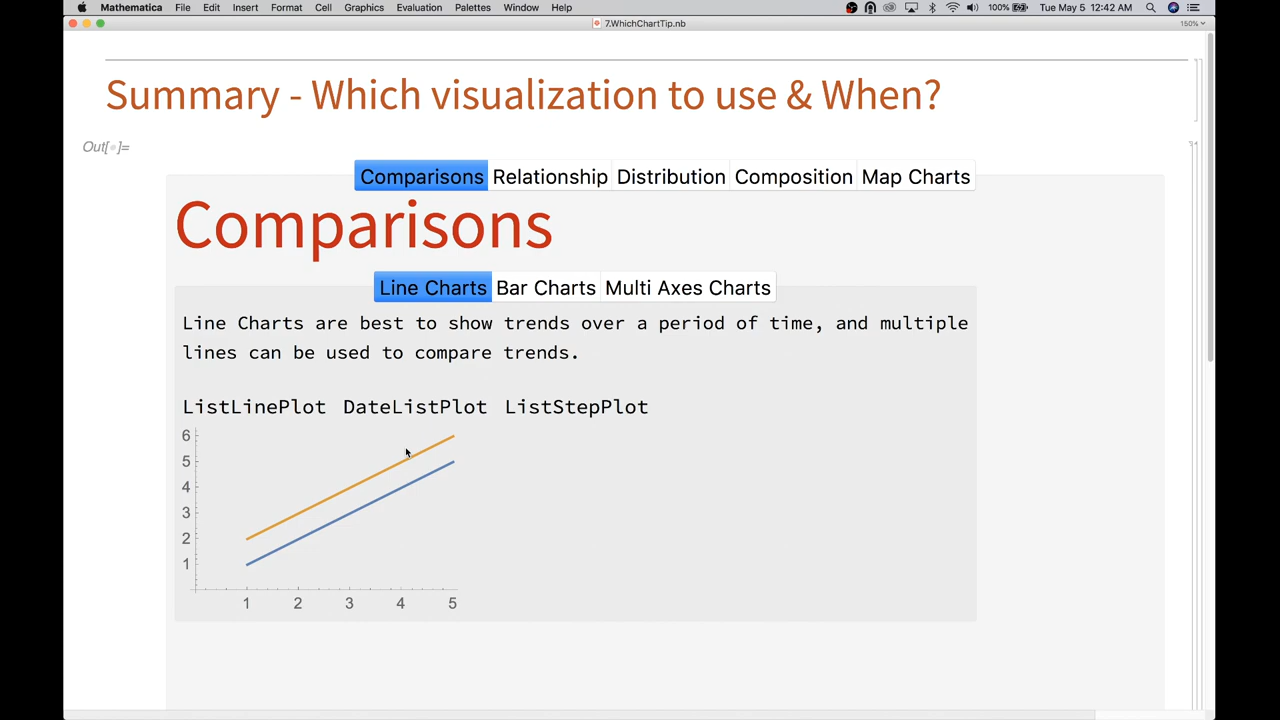 Mathematica File Edit Insert Format Cell Graphics Evaluation Palettes Window Help 100% Tue May 5 12:42 AM
7.WhichChartTip.nb 150%
Summary - Which visualization to use & When?
Out[ ]=
Comparisons Relationship Distribution Composition Map Charts
Comparisons
Line Charts Bar Charts Multi Axes Charts
Line Charts are best to show trends over a period of time, and multiple
lines can be used to compare trends.
ListLinePlot DateListPlot ListStepPlot
6
5
4
3
2
1
1 2 3 4 5